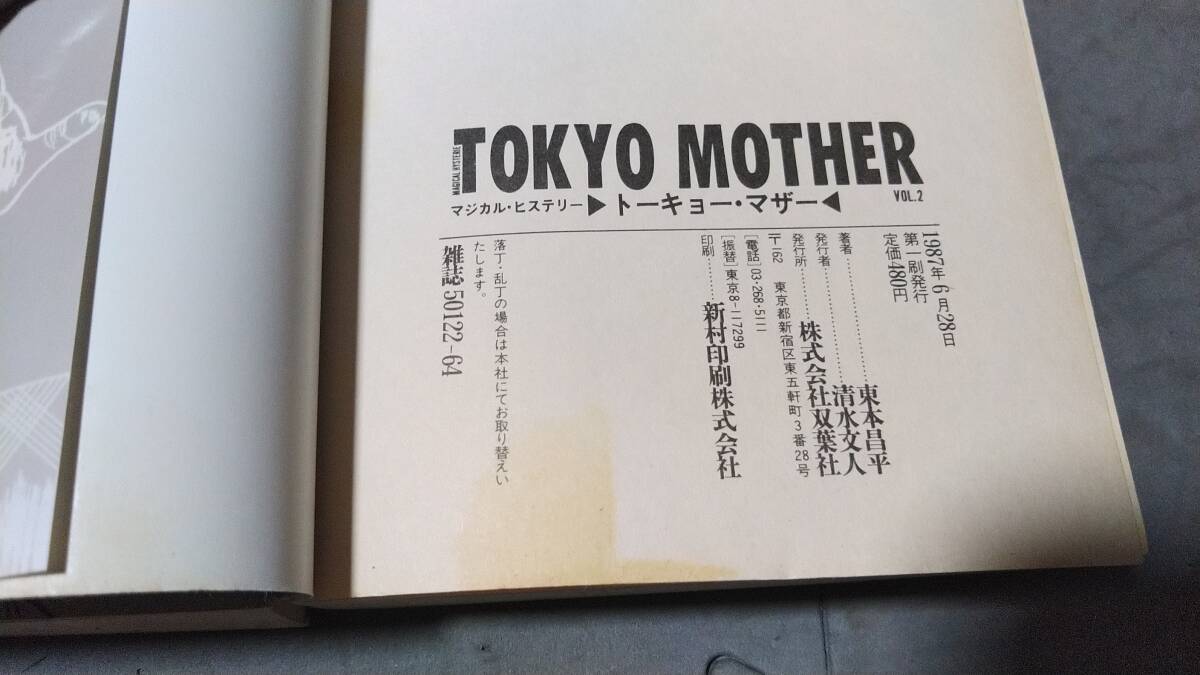 MAGICAL HYSTERIE
TOKYO MOTHER
マジカル・ヒステリー▶トーキョー・マザー◀
VOL.2
1987年6月28日
第一刷発行
定価480円
著者…………東本昌平
発行者…………清水文人
発行所…………株式会社双葉社
〒162 東京都新宿区東五軒町3番28号
[電話]03・268・5111
[振替]東京8-117299
印刷…………新村印刷株式会社
落丁・乱丁の場合は本社にてお取り替えい
たします。
雑誌 50122-64